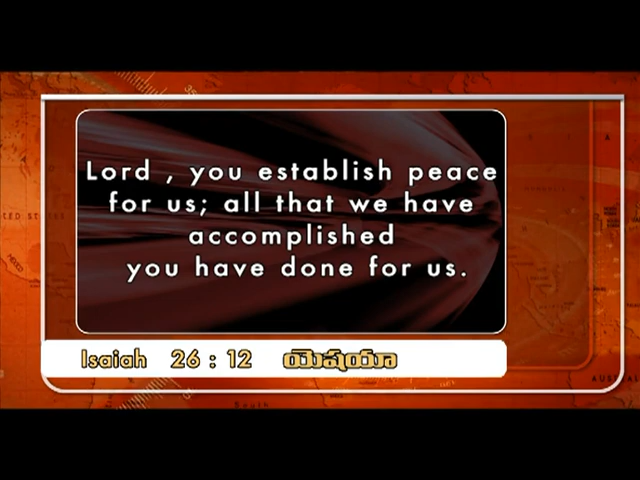 Lord , you establish peace
for us; all that we have
accomplished
you have done for us.
Isaiah 26 : 12 యెషయా
South